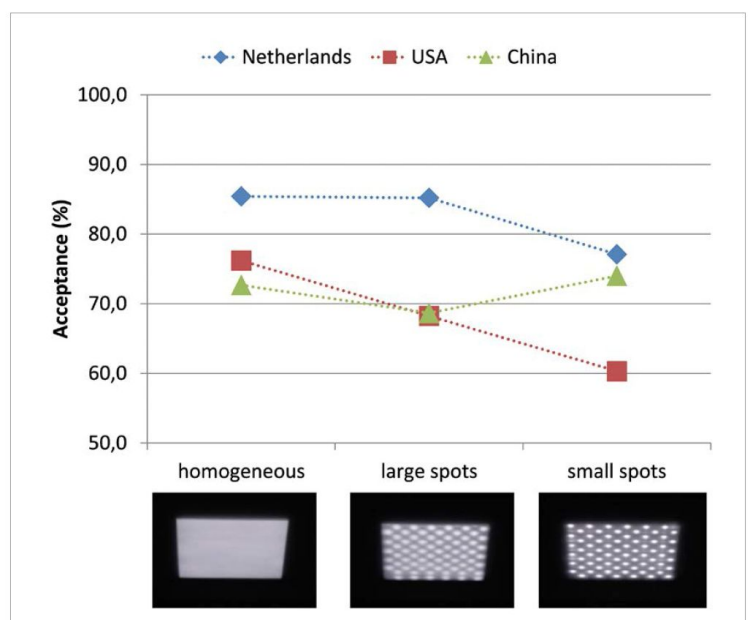 Netherlands USA China
100,0
90,0
80,0
70,0
60,0
50,0
Acceptance (%)
homogeneous large spots small spots